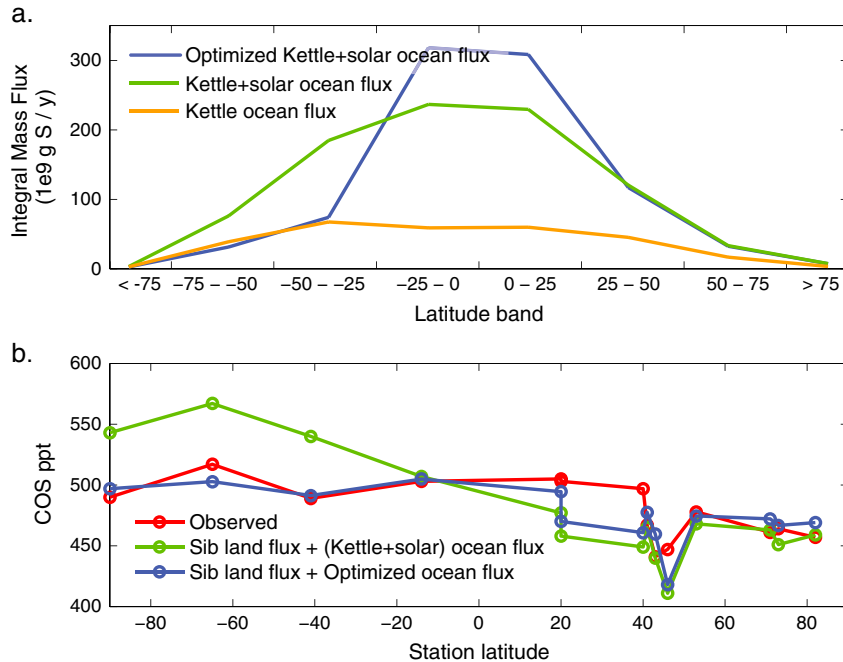 a.
300
200
100
0
Integral Mass Flux
(1e9 g S / y)
Optimized Kettle+solar ocean flux
Kettle+solar ocean flux
Kettle ocean flux
< -75 −75 − −50 −50 − −25 −25 − 0 0 − 25 25 − 50 50 − 75 > 75
Latitude band
b.
600
550
500
450
400
COS ppt
Observed
Sib land flux + (Kettle+solar) ocean flux
Sib land flux + Optimized ocean flux
−80 −60 −40 −20 0 20 40 60 80
Station latitude